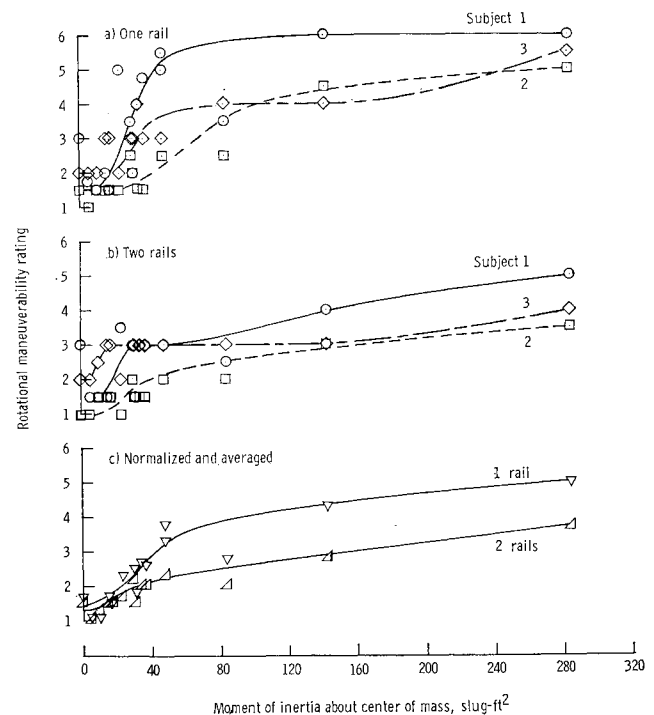 Subject 1
6
a) One rail
3
5
2
4
3
2
1
6
b) Two rails
Subject 1
5
3
4
2
3
2
1
6
c) Normalized and averaged
1 rail
5
4
2 rails
3
2
1
0 40 80 120 160 200 240 280 320
Moment of inertia about center of mass, slug-ft2
Rotational maneuverability rating